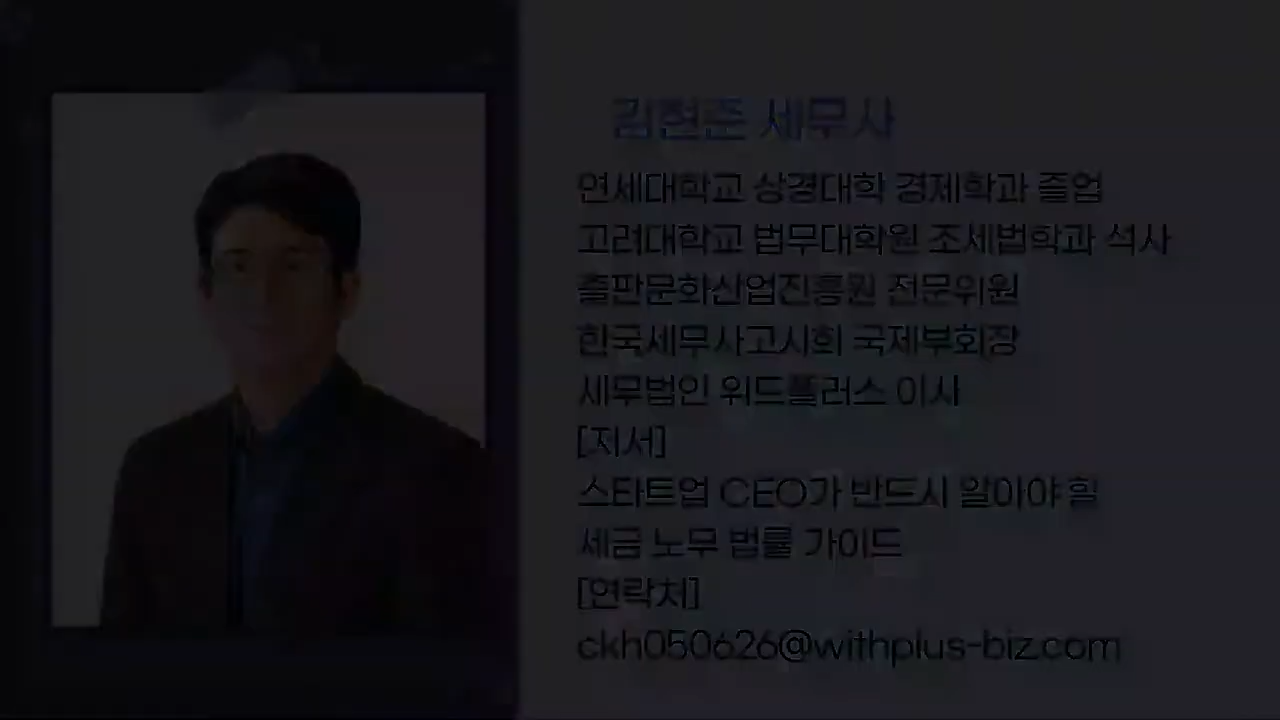 김현준 세무사
연세대학교 상경대학 경제학과 졸업
고려대학교 법무대학원 조세법학과 석사
출판문화산업진흥원 전문위원
한국세무사고시회 국제부회장
세무법인 위드플러스 이사
[저서]
스타트업 CEO가 반드시 알아야 할
세금 노무 법률 가이드
[연락처]
ckh050626@withplus-biz.com